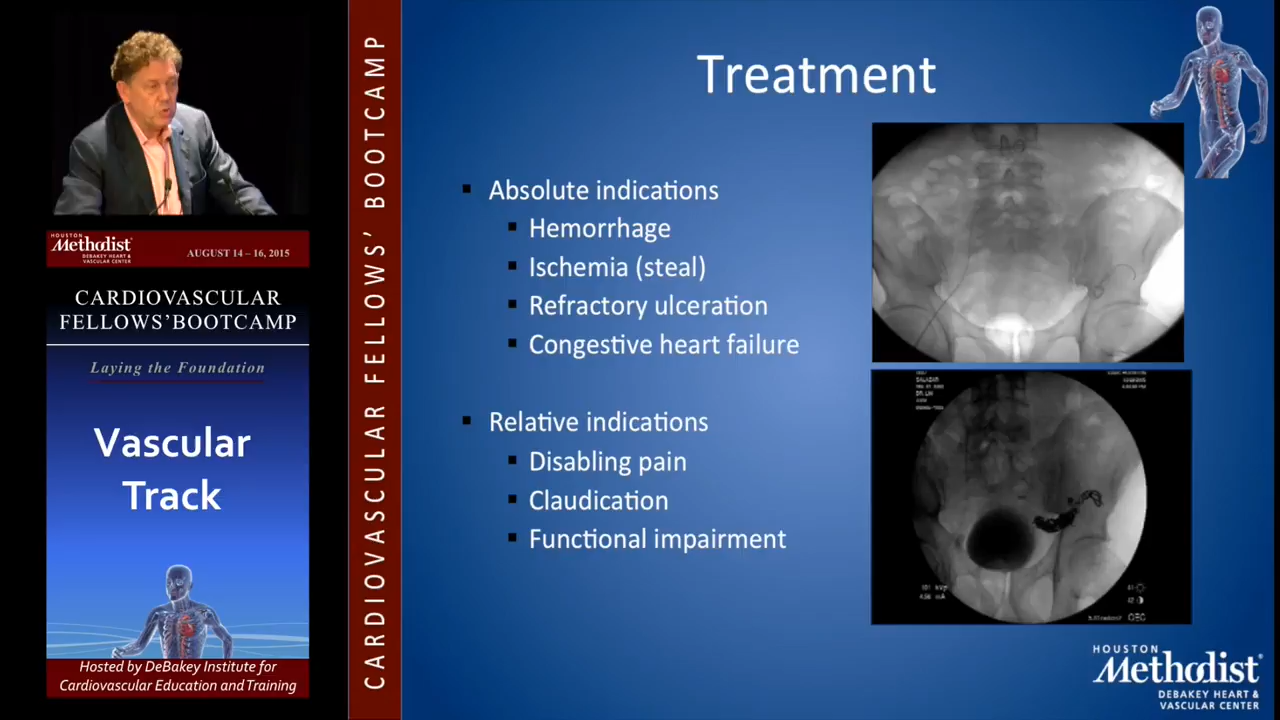 HOUSTON
Methodist
DEBAKEY HEART &
VASCULAR CENTER
AUGUST 14 – 16, 2015
CARDIOVASCULAR
FELLOWS’BOOTCAMP
Laying the Foundation
Vascular
Track
Hosted by DeBakey Institute for
Cardiovascular Education and Training
CARDIOVASCULAR FELLOWS’ BOOTCAMP
Treatment
Absolute indications
Hemorrhage
Ischemia (steal)
Refractory ulceration
Congestive heart failure
Relative indications
Disabling pain
Claudication
Functional impairment
HOUSTON
Methodist
DEBAKEY HEART &
VASCULAR CENTER